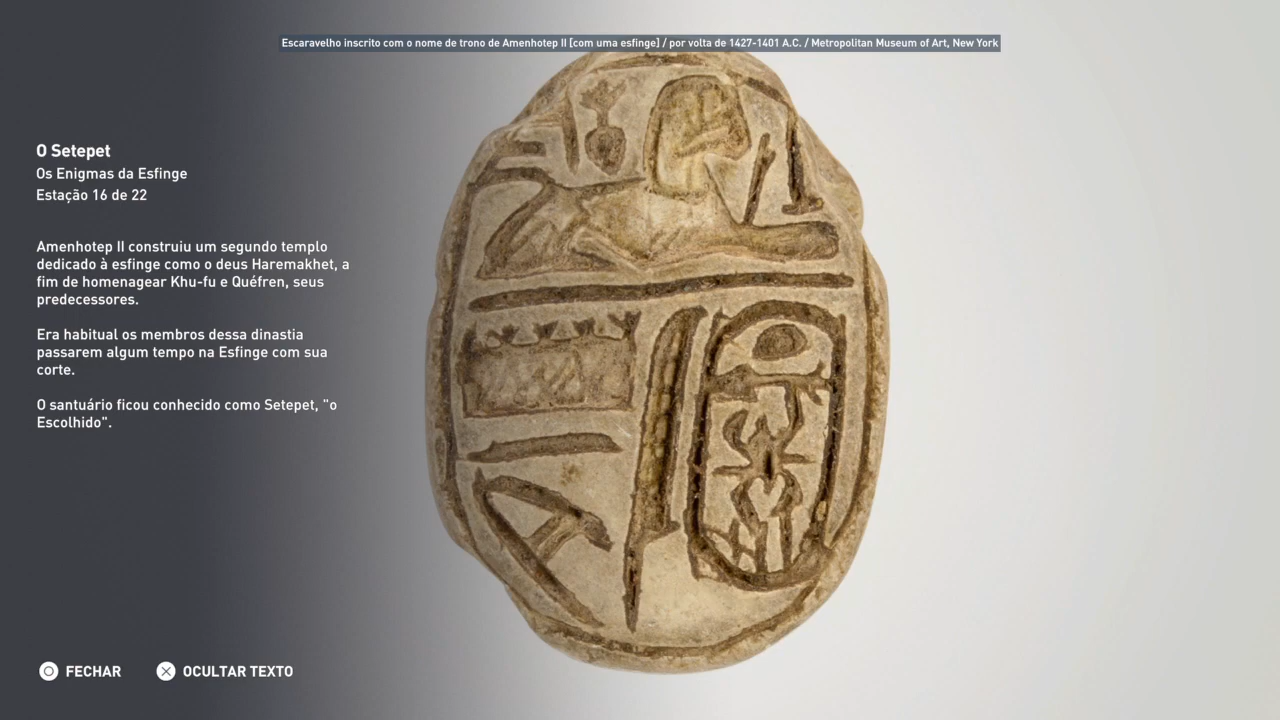 Escaravelho inscrito com o nome de trono de Amenhotep II [com uma esfinge] / por volta de 1427-1401 A.C. / Metropolitan Museum of Art, New York
O Setepet
Os Enigmas da Esfinge
Estação 16 de 22
Amenhotep II construiu um segundo templo
dedicado à esfinge como o deus Haremakhet, a
fim de homenagear Khu-fu e Quéfren, seus
predecessores.
Era habitual os membros dessa dinastia
passarem algum tempo na Esfinge com sua
corte.
O santuário ficou conhecido como Setepet, "o
Escolhido".
FECHAR
OCULTAR TEXTO